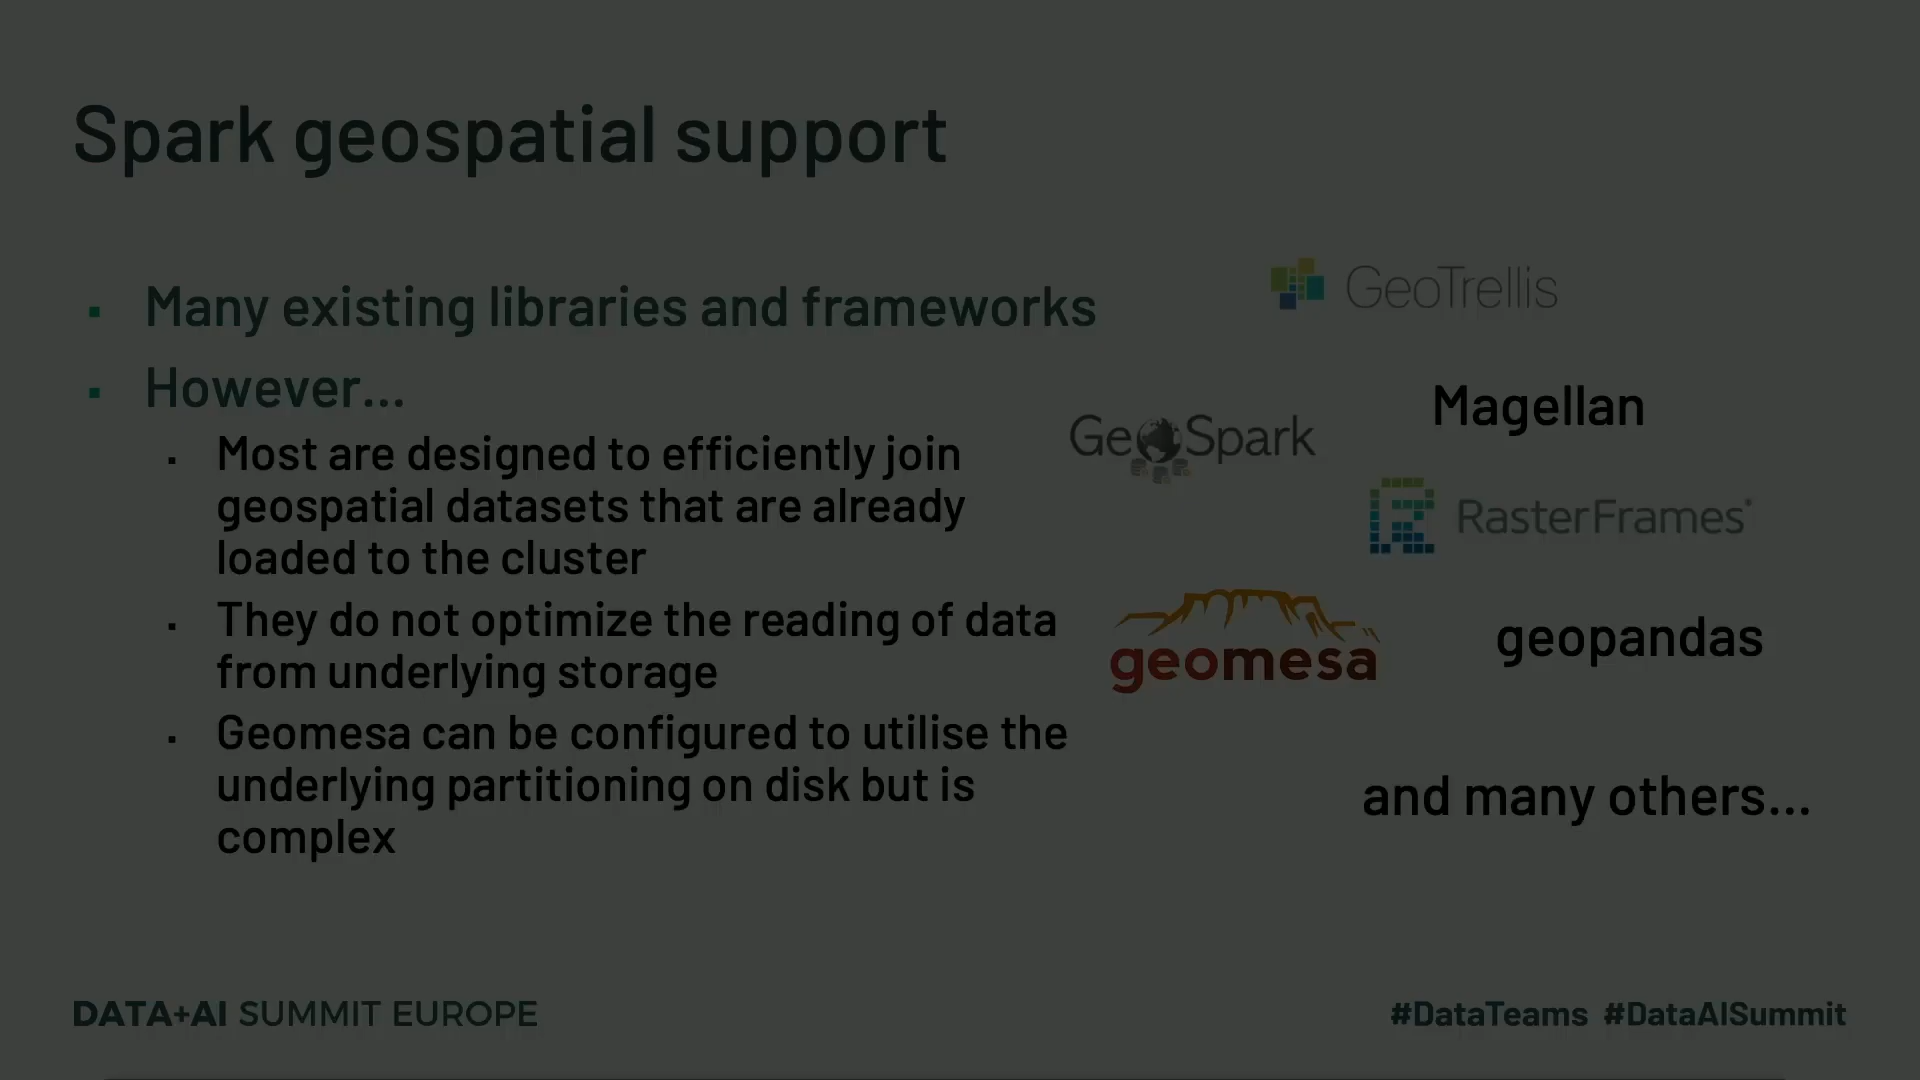 Spark geospatial support
▪ Many existing libraries and frameworks
▪ However...
▪ Most are designed to efficiently join
geospatial datasets that are already
loaded to the cluster
▪ They do not optimize the reading of data
from underlying storage
▪ Geomesa can be configured to utilise the
underlying partitioning on disk but is
complex
GeoTrellis
Magellan
GeoSpark
RasterFrames®
geomesa
geopandas
and many others...
DATA+AI SUMMIT EUROPE
#DataTeams #DataAISummit